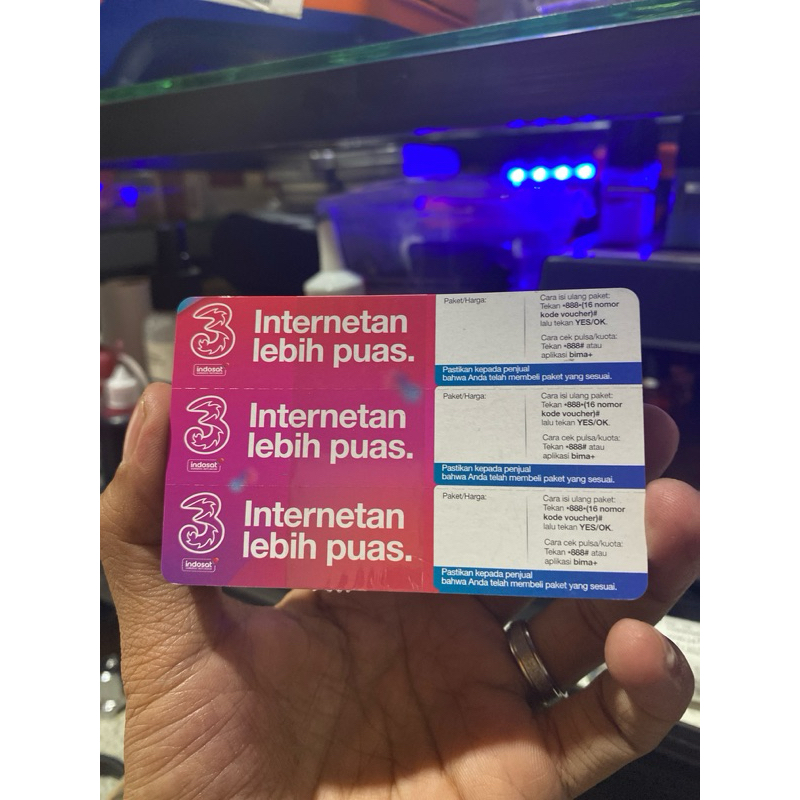 3
indosat
Internetan
lebih puas.
Paket/Harga:
Cara isi ulang paket:
Tekan *888*(16 nomor
kode voucher)#
lalu tekan YES/OK.
Cara cek pulsa/kuota:
Tekan *888# atau
aplikasi bima+
Pastikan kepada penjual
bahwa Anda telah membeli paket yang sesuai.
3
indosat
Internetan
lebih puas.
Paket/Harga:
Cara isi ulang paket:
Tekan *888*(16 nomor
kode voucher)#
lalu tekan YES/OK.
Cara cek pulsa/kuota:
Tekan *888# atau
aplikasi bima+
Pastikan kepada penjual
bahwa Anda telah membeli paket yang sesuai.
3
indosat
Internetan
lebih puas.
Paket/Harga:
Cara isi ulang paket:
Tekan *888*(16 nomor
kode voucher)#
lalu tekan YES/OK.
Cara cek pulsa/kuota:
Tekan *888# atau
aplikasi bima+
Pastikan kepada penjual
bahwa Anda telah membeli paket yang sesuai.